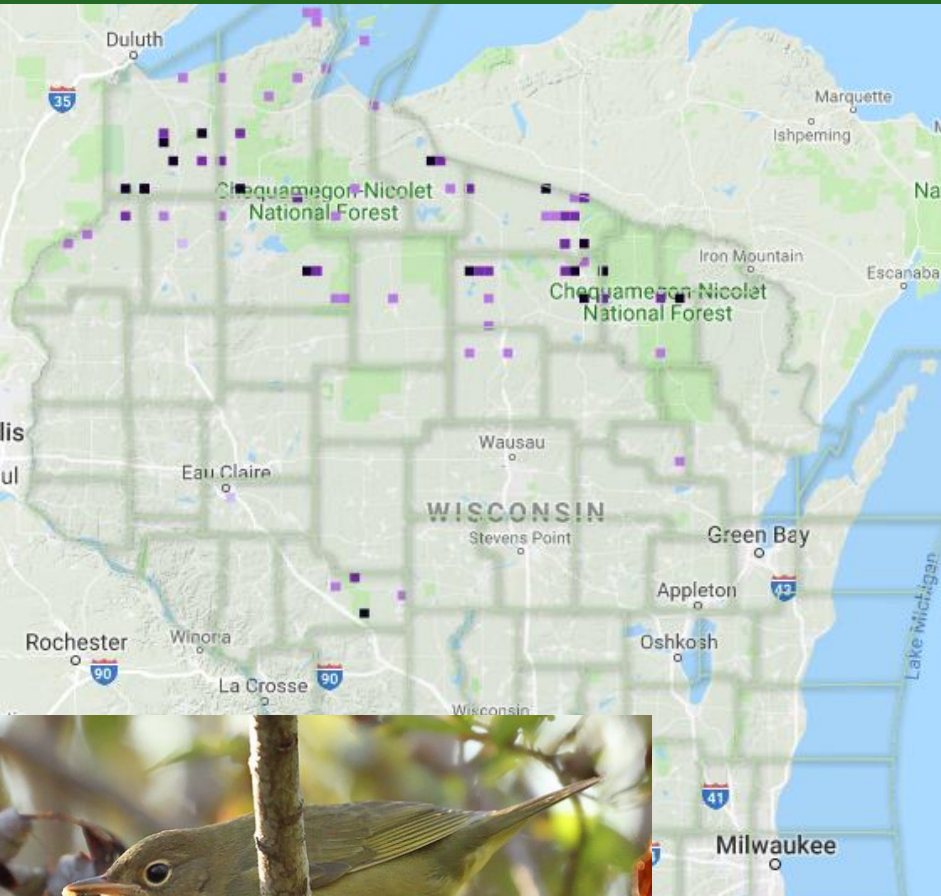 Duluth
35
Marquette
Ishpeming
Chequamegon-Nicolet
National Forest
Na
Iron Mountain
Escanaba
Chequamegon-Nicolet
National Forest
lis
ul
Wausau
Eau Claire
WISCONSIN
Stevens Point
Green Bay
43
Appleton
Lake Michigan
Rochester
90
Winona
Oshkosh
90
La Crosse
Wisconsin
41
Milwaukee